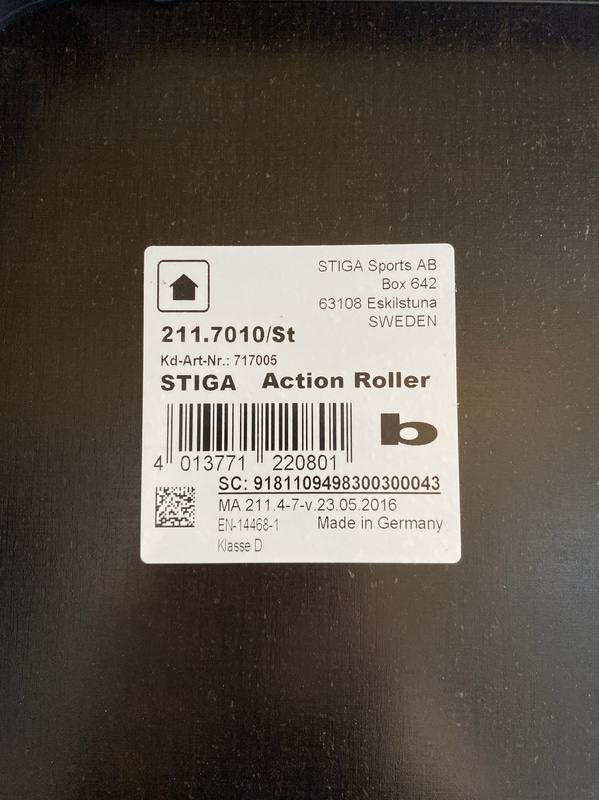 STIGA Sports AB
Box 642
63108 Eskilstuna
SWEDEN
211.7010/St
Kd-Art-Nr.: 717005
STIGA Action Roller
b
4 013771 220801
SC: 9181109498300300043
MA 211.4-7-v.23.05.2016
EN-14468-1 Made in Germany
Klasse D